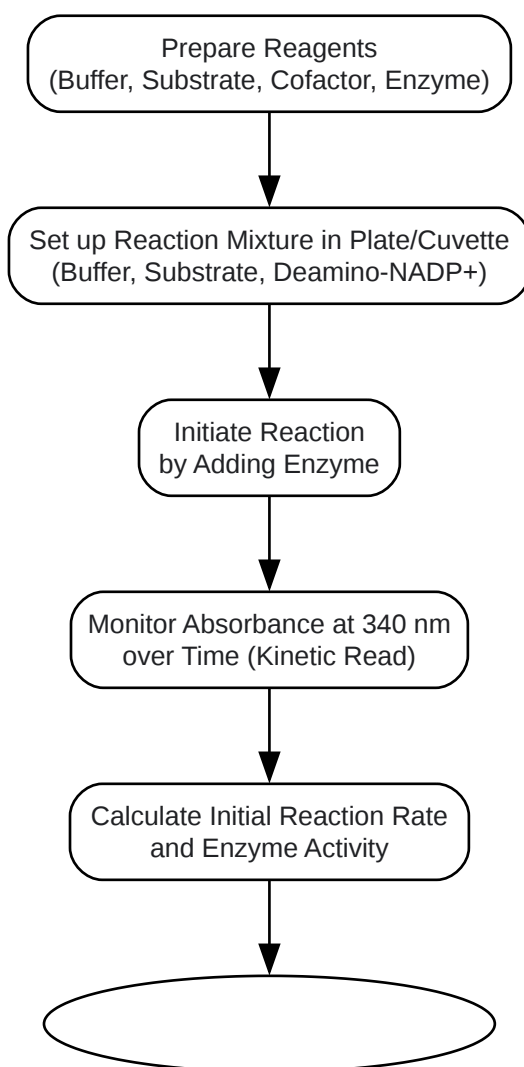 Prepare Reagents
(Buffer, Substrate, Cofactor, Enzyme)
Set up Reaction Mixture in Plate/Cuvette
(Buffer, Substrate, Deamino-NADP+)
Initiate Reaction
by Adding Enzyme
Monitor Absorbance at 340 nm
over Time (Kinetic Read)
Calculate Initial Reaction Rate
and Enzyme Activity